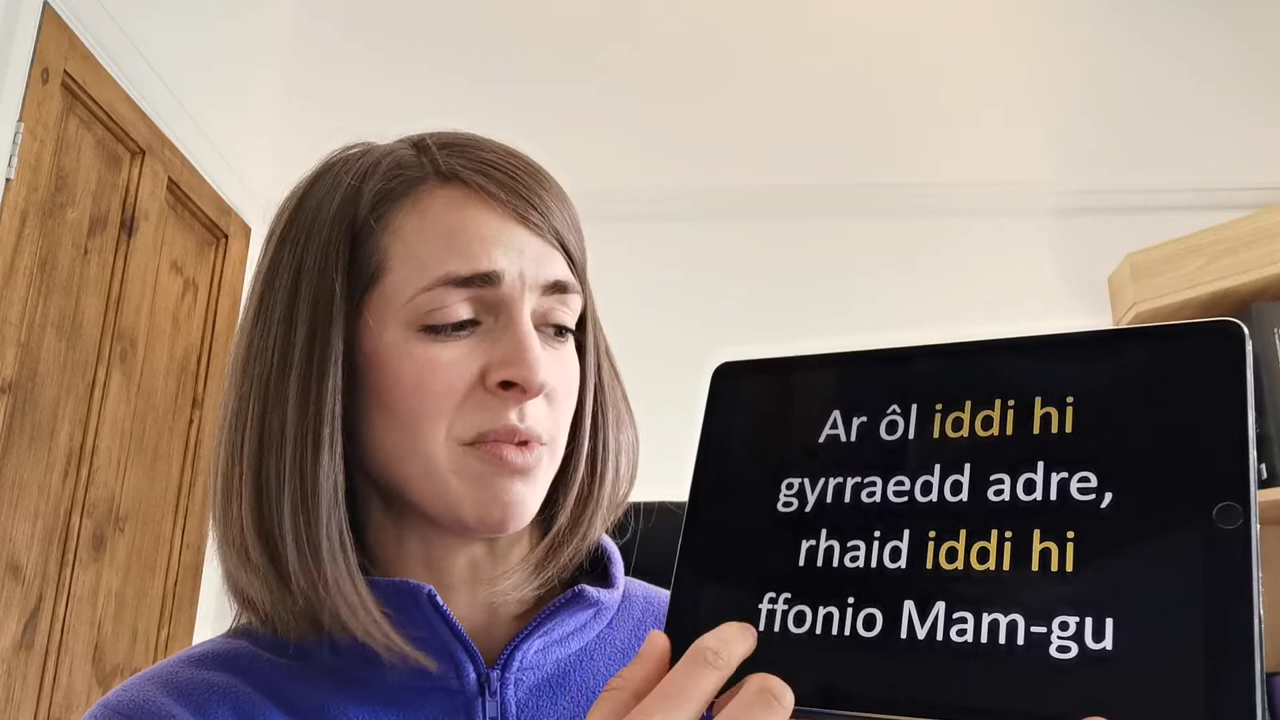 Ar ôl iddi hi
gyrraedd adre,
rhaid iddi hi
ffonio Mam-gu